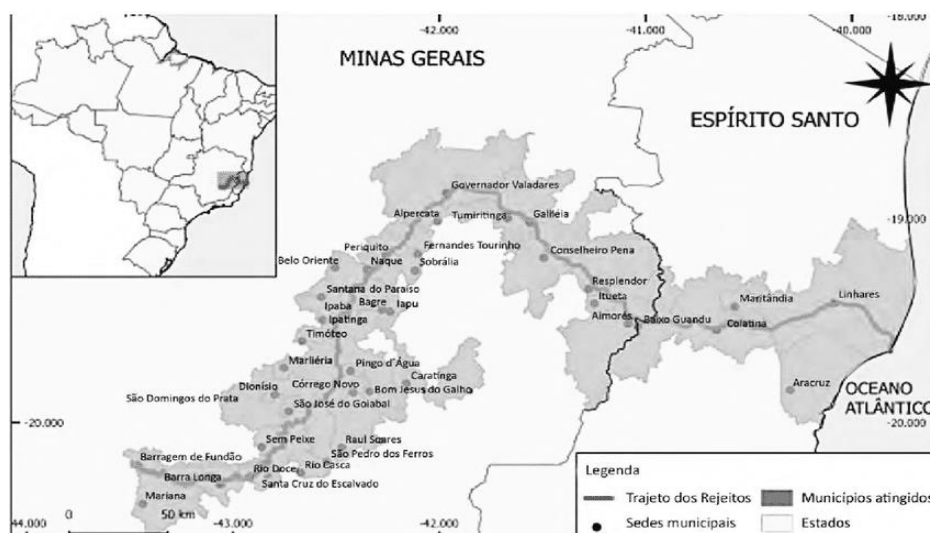 -42.000
-41.000
-40.000
MINAS GERAIS
ESPÍRITO SANTO
Governador Valadares
-19.000
Alpercata
Tumiritinga
Galiléia
Periquito
Fernandes Tourinho
Conselheiro Pena
Belo Oriente
Naque
Sobrália
Santana do Paraíso
Resplendor
Linhares
Ipaba
Bagre
Iapu
Itueta
Marilândia
Ipatinga
Aimorés
Baixo Guandu
Colatina
Timóteo
Marliéria
Pingo d'Água
Caratinga
Dionísio
Córrego Novo
Bom Jesus do Galho
Aracruz
OCEANO
ATLÂNTICO
São Domingos do Prata
São José do Goiabal
-20.000
-20.000
Sem Peixe
Raul Soares
Barragem de Fundão
São Pedro dos Ferros
Rio Doce
Rio Casca
Barra Longa
Santa Cruz do Escalvado
Mariana
Legenda
Trajeto dos Rejeitos
Municípios atingidos
Sedes municipais
Estados
50 km
0
44.000
-43.000
-42.000